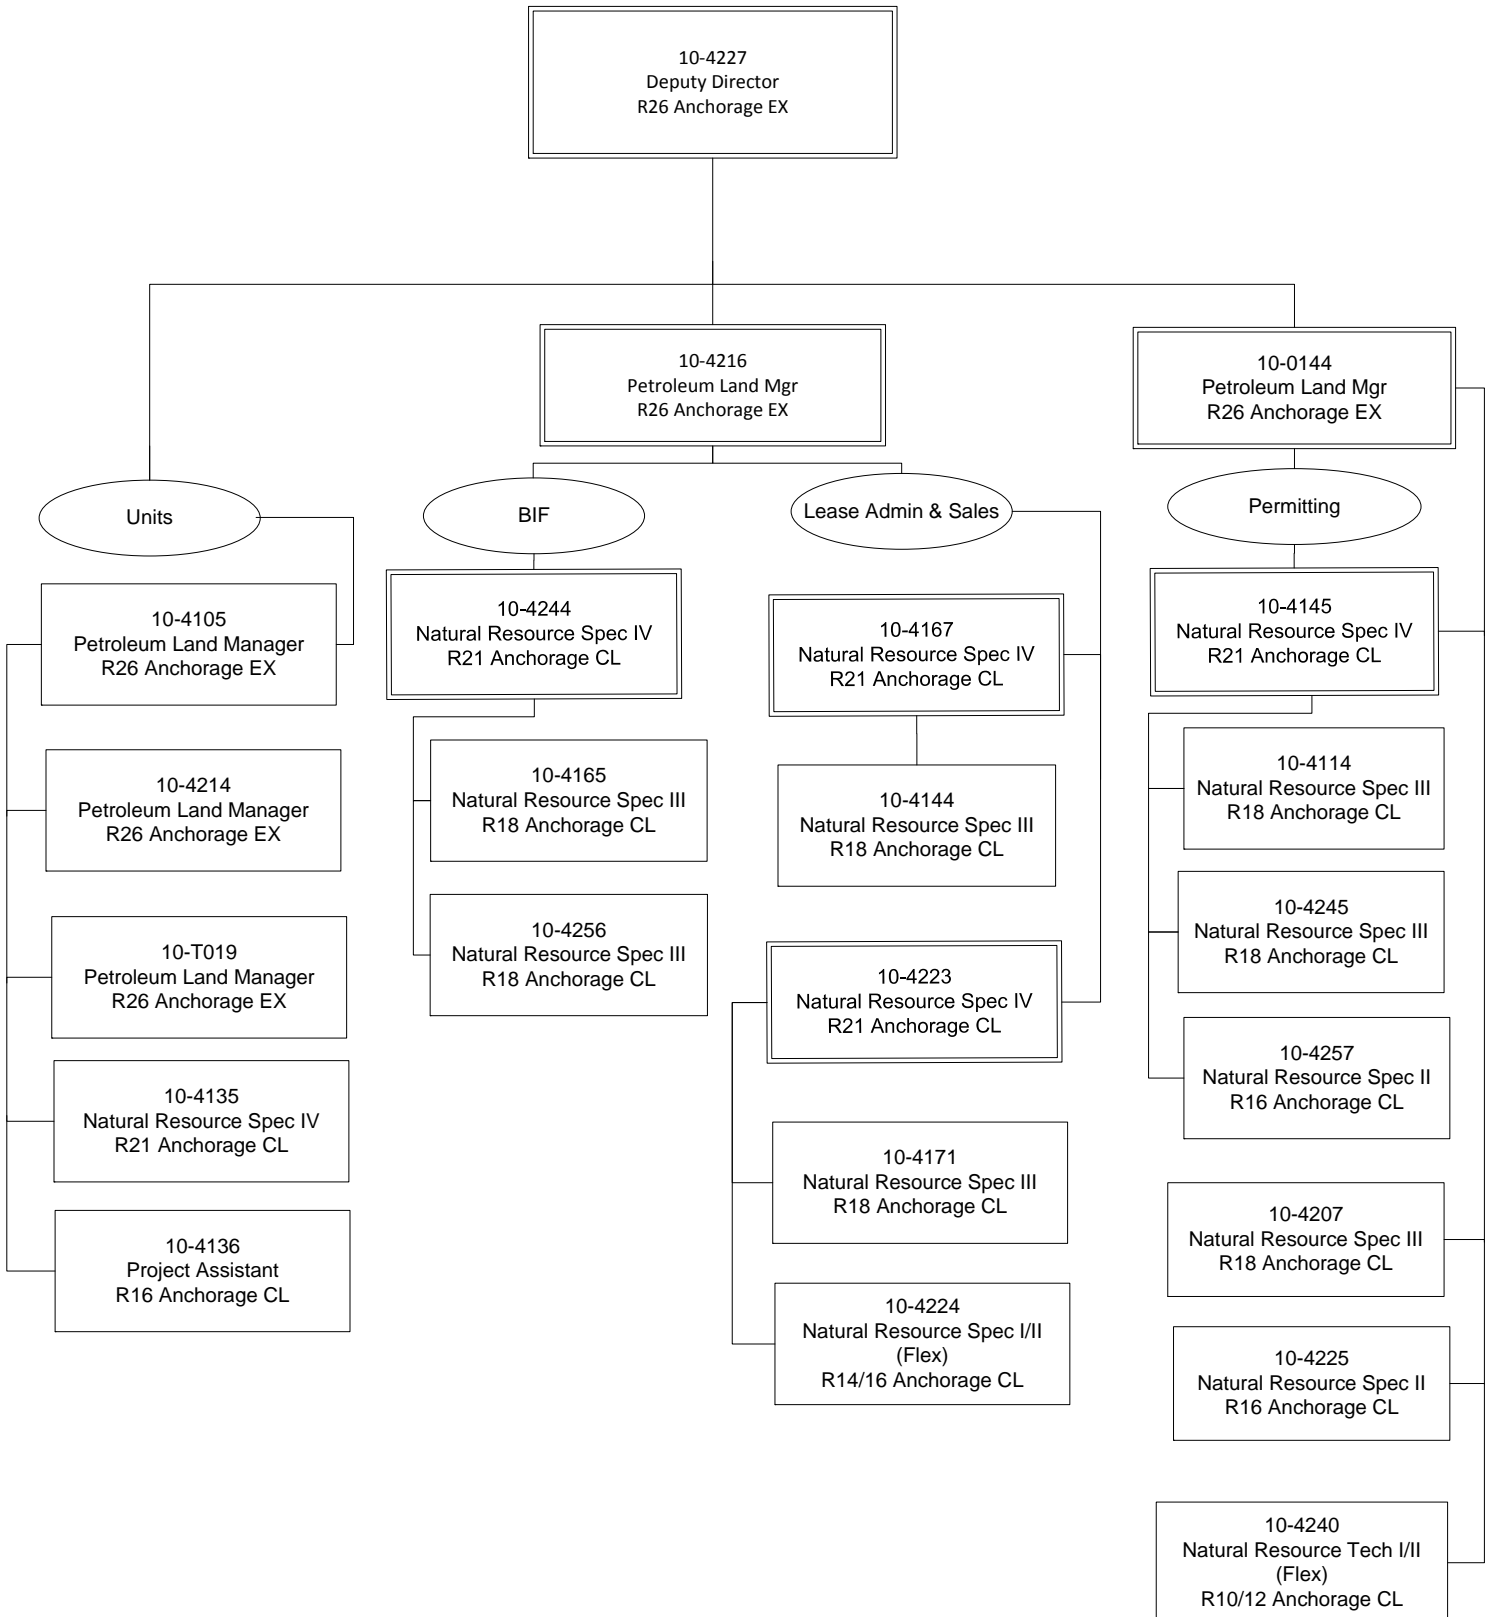 10-4227
Deputy Director
R26 Anchorage EX
10-4216
Petroleum Land Mgr
R26 Anchorage EX
10-0144
Petroleum Land Mgr
R26 Anchorage EX
Units
BIF
Lease Admin & Sales
Permitting
10-4105
Petroleum Land Manager
R26 Anchorage EX
10-4214
Petroleum Land Manager
R26 Anchorage EX
10-T019
Petroleum Land Manager
R26 Anchorage EX
10-4135
Natural Resource Spec IV
R21 Anchorage CL
10-4136
Project Assistant
R16 Anchorage CL
10-4244
Natural Resource Spec IV
R21 Anchorage CL
10-4165
Natural Resource Spec III
R18 Anchorage CL
10-4256
Natural Resource Spec III
R18 Anchorage CL
10-4167
Natural Resource Spec IV
R21 Anchorage CL
10-4144
Natural Resource Spec III
R18 Anchorage CL
10-4223
Natural Resource Spec IV
R21 Anchorage CL
10-4171
Natural Resource Spec III
R18 Anchorage CL
10-4224
Natural Resource Spec I/II
(Flex)
R14/16 Anchorage CL
10-4145
Natural Resource Spec IV
R21 Anchorage CL
10-4114
Natural Resource Spec III
R18 Anchorage CL
10-4245
Natural Resource Spec III
R18 Anchorage CL
10-4257
Natural Resource Spec II
R16 Anchorage CL
10-4207
Natural Resource Spec III
R18 Anchorage CL
10-4225
Natural Resource Spec II
R16 Anchorage CL
10-4240
Natural Resource Tech I/II
(Flex)
R10/12 Anchorage CL